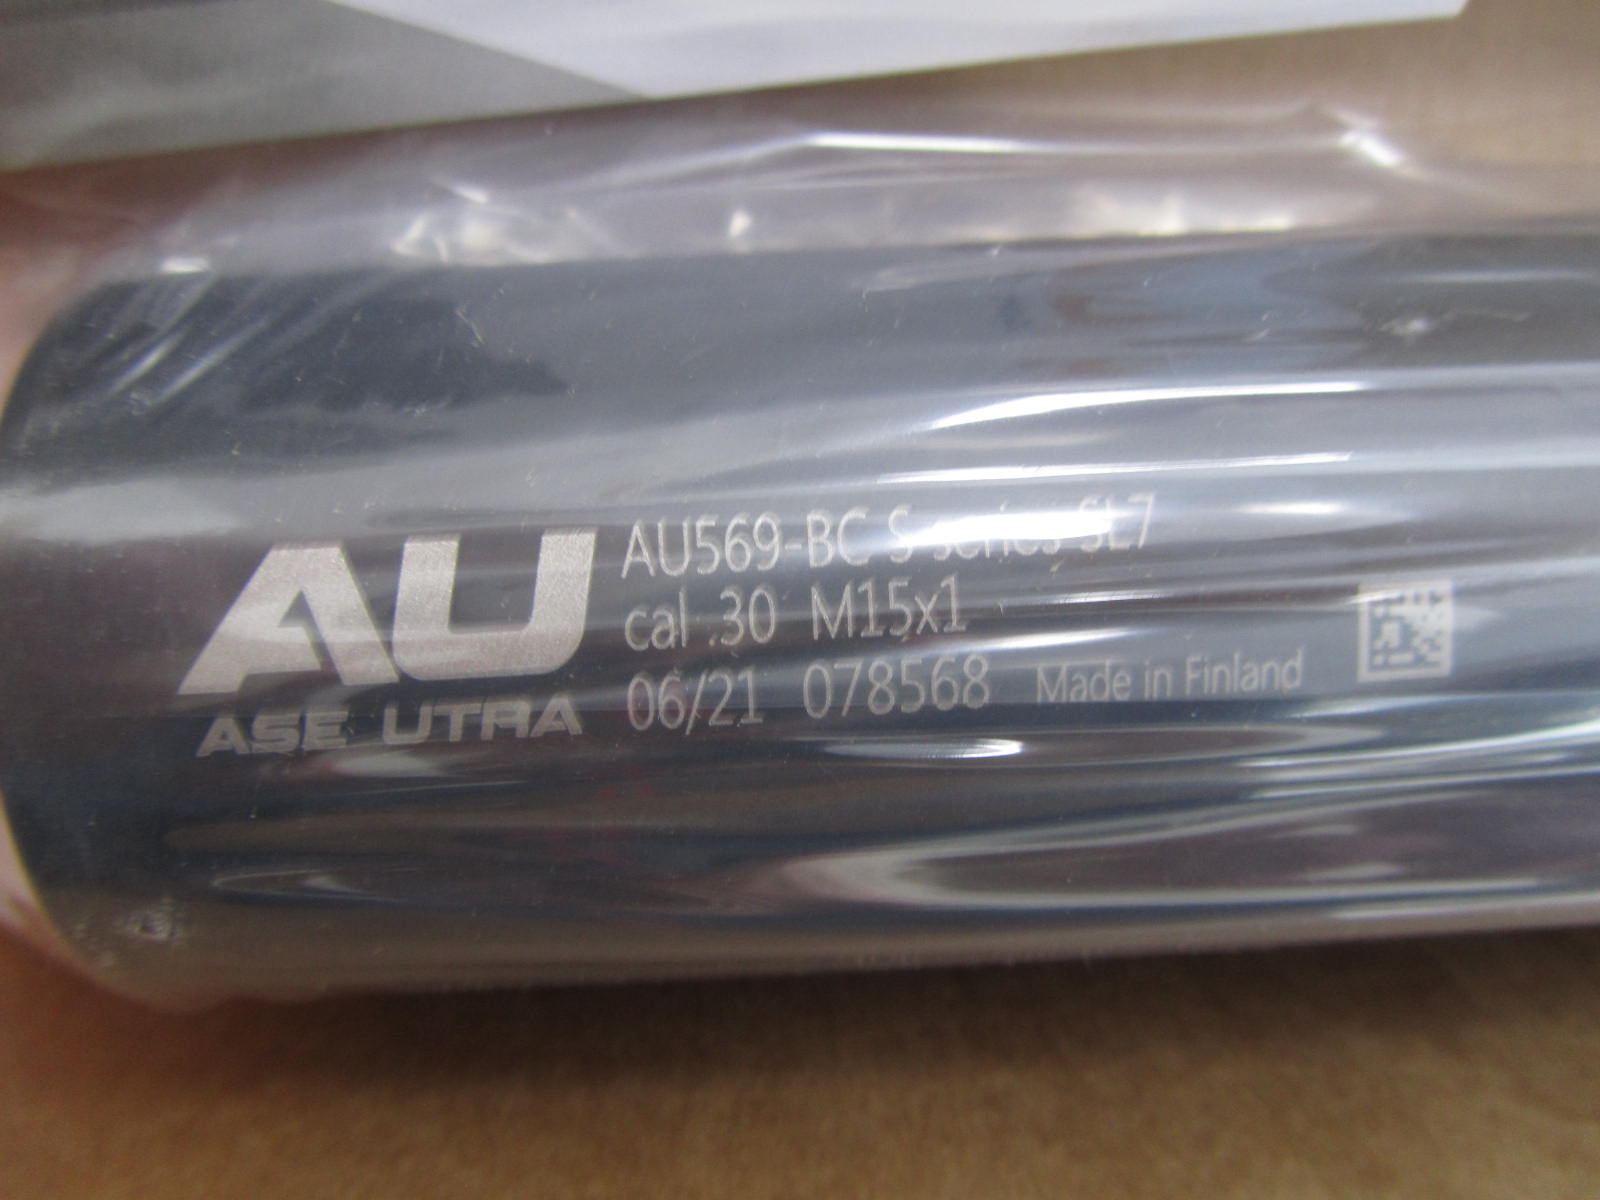 AU
ASE UTRA
AU569-BC S series SL7
cal .30 M15x1
06/21 078568 Made in Finland